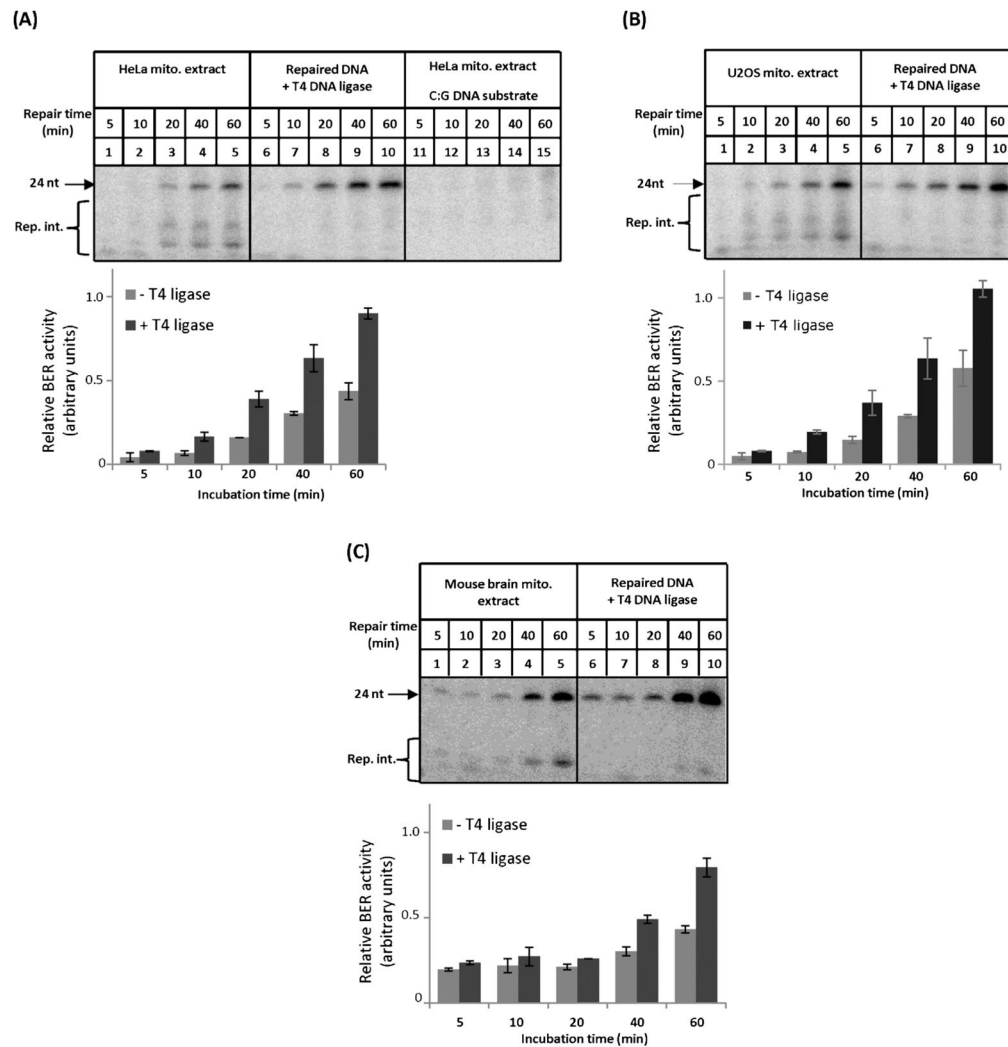 (A)
HeLa mito. extract
Repaired DNA
+ T4 DNA ligase
HeLa mito. extract
C:G DNA substrate
Repair time
(min)
5 10 20 40 60 5 10 20 40 60 5 10 20 40 60
1 2 3 4 5 6 7 8 9 10 11 12 13 14 15
24 nt
Rep. int.
1.0
0.5
0
- T4 ligase
+ T4 ligase
Relative BER activity
(arbitrary units)
5 10 20 40 60
Incubation time (min)
(B)
U2OS mito. extract
Repaired DNA
+ T4 DNA ligase
Repair time
(min)
5 10 20 40 60 5 10 20 40 60
1 2 3 4 5 6 7 8 9 10
24nt
Rep. int.
1.0
0.5
0
- T4 ligase
+ T4 ligase
Relative BER activity
(arbitrary units)
5 10 20 40 60
Incubation time (min)
(C)
Mouse brain mito.
extract
Repaired DNA
+ T4 DNA ligase
Repair time
(min)
5 10 20 40 60 5 10 20 40 60
1 2 3 4 5 6 7 8 9 10
24 nt
Rep. int.
1.0
0.5
0
- T4 ligase
+ T4 ligase
Relative BER activity
(arbitrary units)
5 10 20 40 60
Incubation time (min)